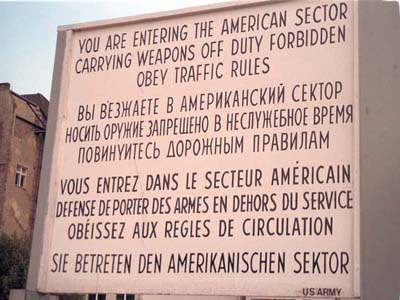 YOU ARE ENTERING THE AMERICAN SECTOR
CARRYING WEAPONS OFF DUTY FORBIDDEN
OBEY TRAFFIC RULES
ВЫ ВЪЕЗЖАЕТЕ В АМЕРИКАНСКИЙ СЕКТОР
НОСИТЬ ОРУЖИЕ ЗАПРЕЩЕНО В НЕСЛУЖЕБНОЕ ВРЕМЯ
ПОВИНУЙТЕСЬ ДОРОЖНЫМ ПРАВИЛАМ
VOUS ENTREZ DANS LE SECTEUR AMÉRICAIN
DEFENSE DE PORTER DES ARMES EN DEHORS DU SERVICE
OBÉISSEZ AUX REGLES DE CIRCULATION
SIE BETRETEN DEN AMERIKANISCHEN SEKTOR
US ARMY